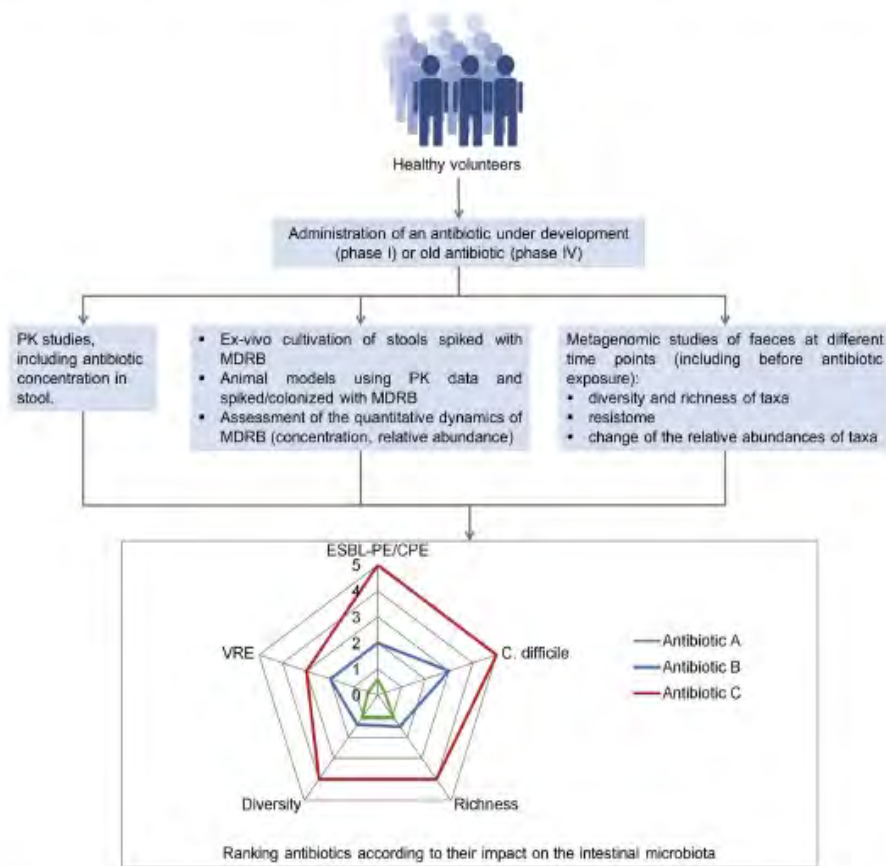 Healthy volunteers
Administration of an antibiotic under development
(phase I) or old antibiotic (phase IV)
PK studies,
including antibiotic
concentration in
stool.
▪ Ex-vivo cultivation of stools spiked with
MDRB
▪ Animal models using PK data and
spiked/colonized with MDRB
▪ Assessment of the quantitative dynamics of
MDRB (concentration, relative abundance)
Metagenomic studies of faeces at different
time points (including before antibiotic
exposure):
▪ diversity and richness of taxa
▪ resistome
▪ change of the relative abundances of taxa
ESBL-PE/CPE
5
4
3
2
1
0
VRE
C. difficile
Diversity
Richness
Antibiotic A
Antibiotic B
Antibiotic C
Ranking antibiotics according to their impact on the intestinal microbiota